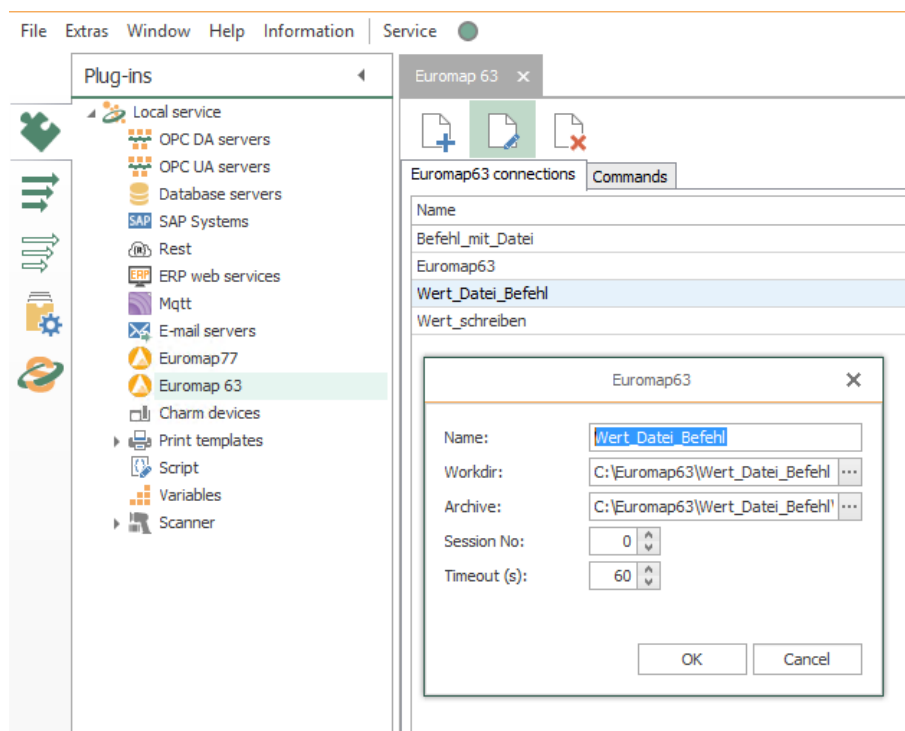 File Extras Window Help Information Service
Plug-ins
Local service
OPC DA servers
OPC UA servers
Database servers
SAP SAP Systems
Rest
ERP ERP web services
Mqtt
E-mail servers
Euromap77
Euromap 63
Charm devices
Print templates
Script
Variables
Scanner
Euromap 63
Euromap63 connections Commands
Name
Befehl_mit_Datei
Euromap63
Wert_Datei_Befehl
Wert_schreiben
Euromap63
Name: Wert_Datei_Befehl
Workdir: C:\Euromap63\Wert_Datei_Befehl ...
Archive: C:\Euromap63\Wert_Datei_Befehl\ ...
Session No: 0
Timeout (s): 60
OK Cancel